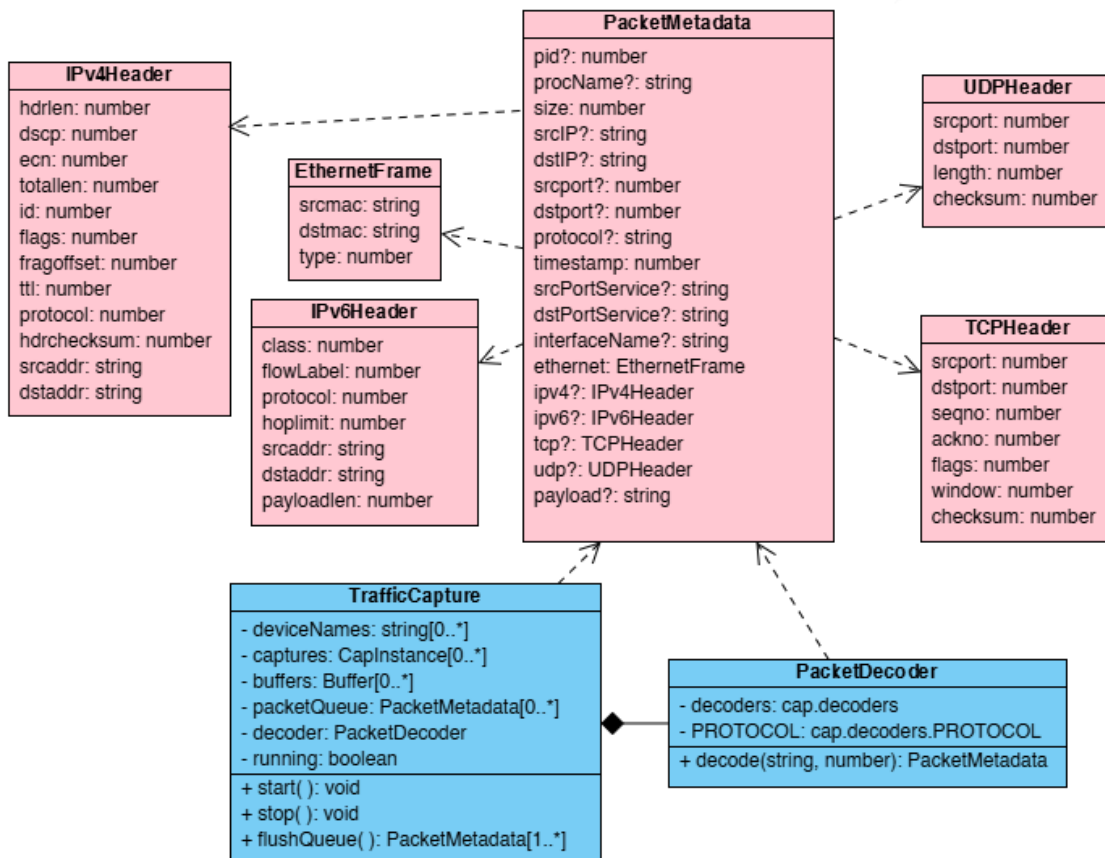 PacketMetadata
pid?: number
procName?: string
size: number
srcIP?: string
dstIP?: string
srcport?: number
dstport?: number
protocol?: string
timestamp: number
srcPortService?: string
dstPortService?: string
interfaceName?: string
ethernet: EthernetFrame
ipv4?: IPv4Header
ipv6?: IPv6Header
tcp?: TCPHeader
udp?: UDPHeader
payload?: string
IPv4Header
hdrlen: number
dscp: number
ecn: number
totallen: number
id: number
flags: number
fragoffset: number
ttl: number
protocol: number
hdrchecksum: number
srcaddr: string
dstaddr: string
EthernetFrame
srcmac: string
dstmac: string
type: number
IPv6Header
class: number
flowLabel: number
protocol: number
hoplimit: number
srcaddr: string
dstaddr: string
payloadlen: number
UDPHeader
srcport: number
dstport: number
length: number
checksum: number
TCPHeader
srcport: number
dstport: number
seqno: number
ackno: number
flags: number
window: number
checksum: number
TrafficCapture
- deviceNames: string[0..*]
- captures: CapInstance[0..*]
- buffers: Buffer[0..*]
- packetQueue: PacketMetadata[0..*]
- decoder: PacketDecoder
- running: boolean
+ start( ): void
+ stop( ): void
+ flushQueue( ): PacketMetadata[1..*]
PacketDecoder
- decoders: cap.decoders
- PROTOCOL: cap.decoders.PROTOCOL
+ decode(string, number): PacketMetadata